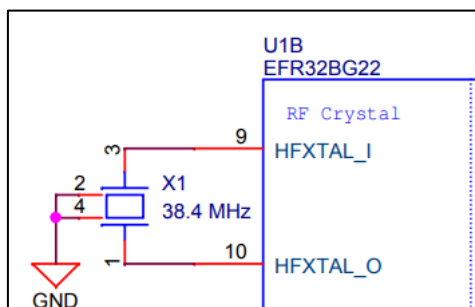 U1B
EFR32BG22
RF Crystal
3
9
HFXTAL_I
2
X1
4
38.4 MHz
1
10
HFXTAL_O
GND